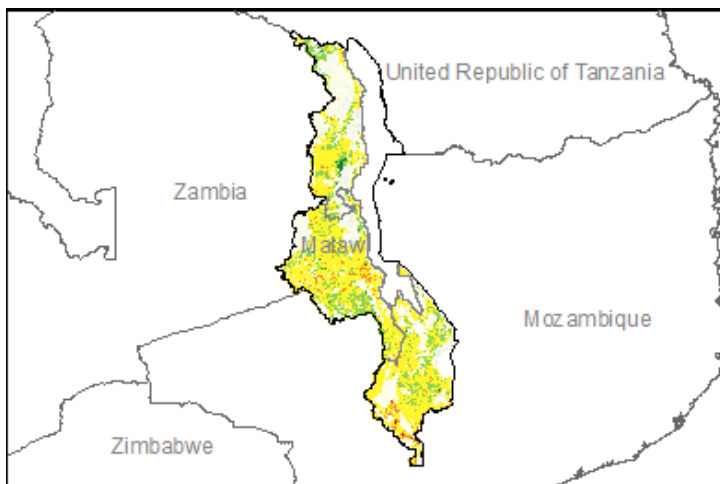 United Republic of Tanzania
Zambia
Malawi
Mozambique
Zimbabwe